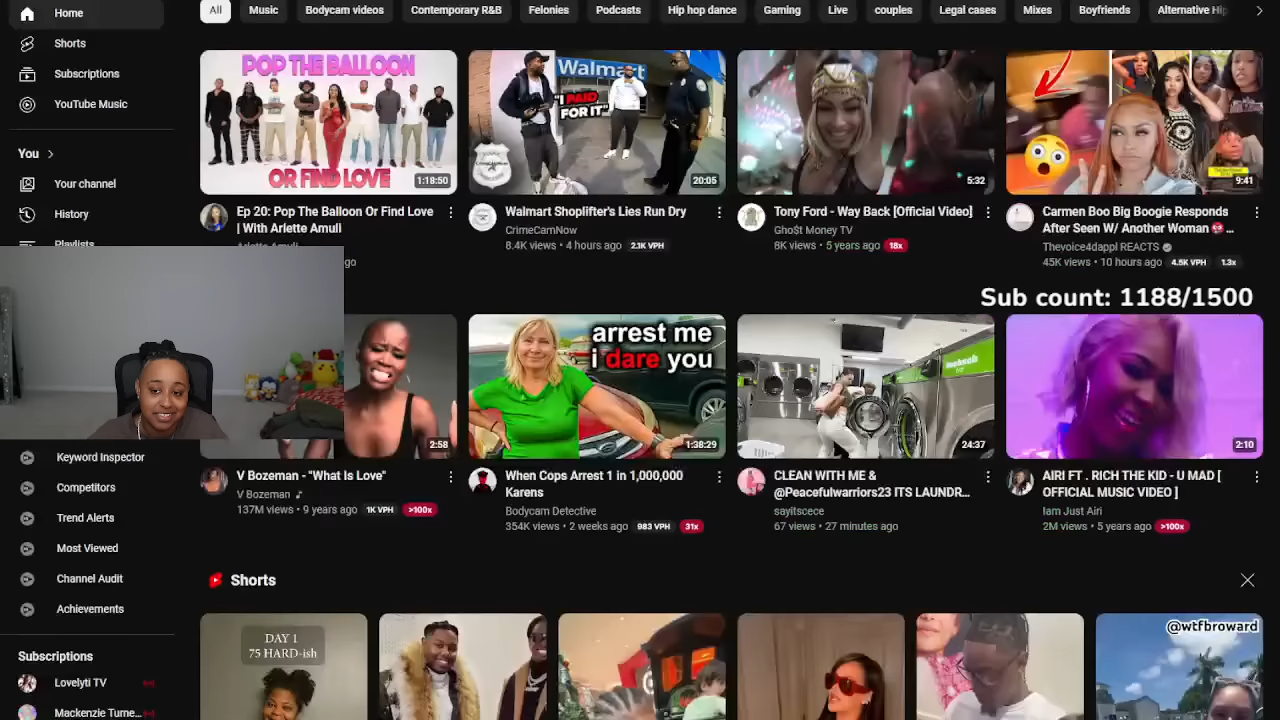 Home
All
Music
Bodycam videos
Contemporary R&B
Felonies
Podcasts
Hip hop dance
Gaming
Live
couples
Legal cases
Mixes
Boyfriends
Alternative Hip
Shorts
Subscriptions
YouTube Music
You
Your channel
History
Playlists
POP THE BALLOON
OR FIND LOVE
1:18:50
Walmart
"I PAID
FOR IT"
20:05
5:32
9:41
Ep 20: Pop The Balloon Or Find Love
| With Arlette Amuli
Arlette Amuli
go
Walmart Shoplifter's Lies Run Dry
CrimeCamNow
8.4K views • 4 hours ago 2.1K VPH
Tony Ford - Way Back [Official Video]
Gho$t Money TV
8K views • 5 years ago 18x
Carmen Boo Big Boogie Responds
After Seen W/ Another Woman 💔 ...
Thevoice4dappl REACTS
45K views • 10 hours ago 4.5K VPH 1.3x
Sub count: 1188/1500
2:58
arrest me
i dare you
1:38:29
24:37
2:10
V Bozeman - "What Is Love"
V Bozeman
137M views • 9 years ago 1K VPH >100x
When Cops Arrest 1 in 1,000,000
Karens
Bodycam Detective
354K views • 2 weeks ago 983 VPH 31x
CLEAN WITH ME &
@Peacefulwarriors23 ITS LAUNDR...
sayitscece
67 views • 27 minutes ago
AIRI FT . RICH THE KID - U MAD [
OFFICIAL MUSIC VIDEO ]
Iam Just Airi
2M views • 5 years ago >100x
Keyword Inspector
Competitors
Trend Alerts
Most Viewed
Channel Audit
Achievements
Subscriptions
Lovelyti TV
Mackenzie Turne...
Shorts
DAY 1
75 HARD-ish
@wtfbroward